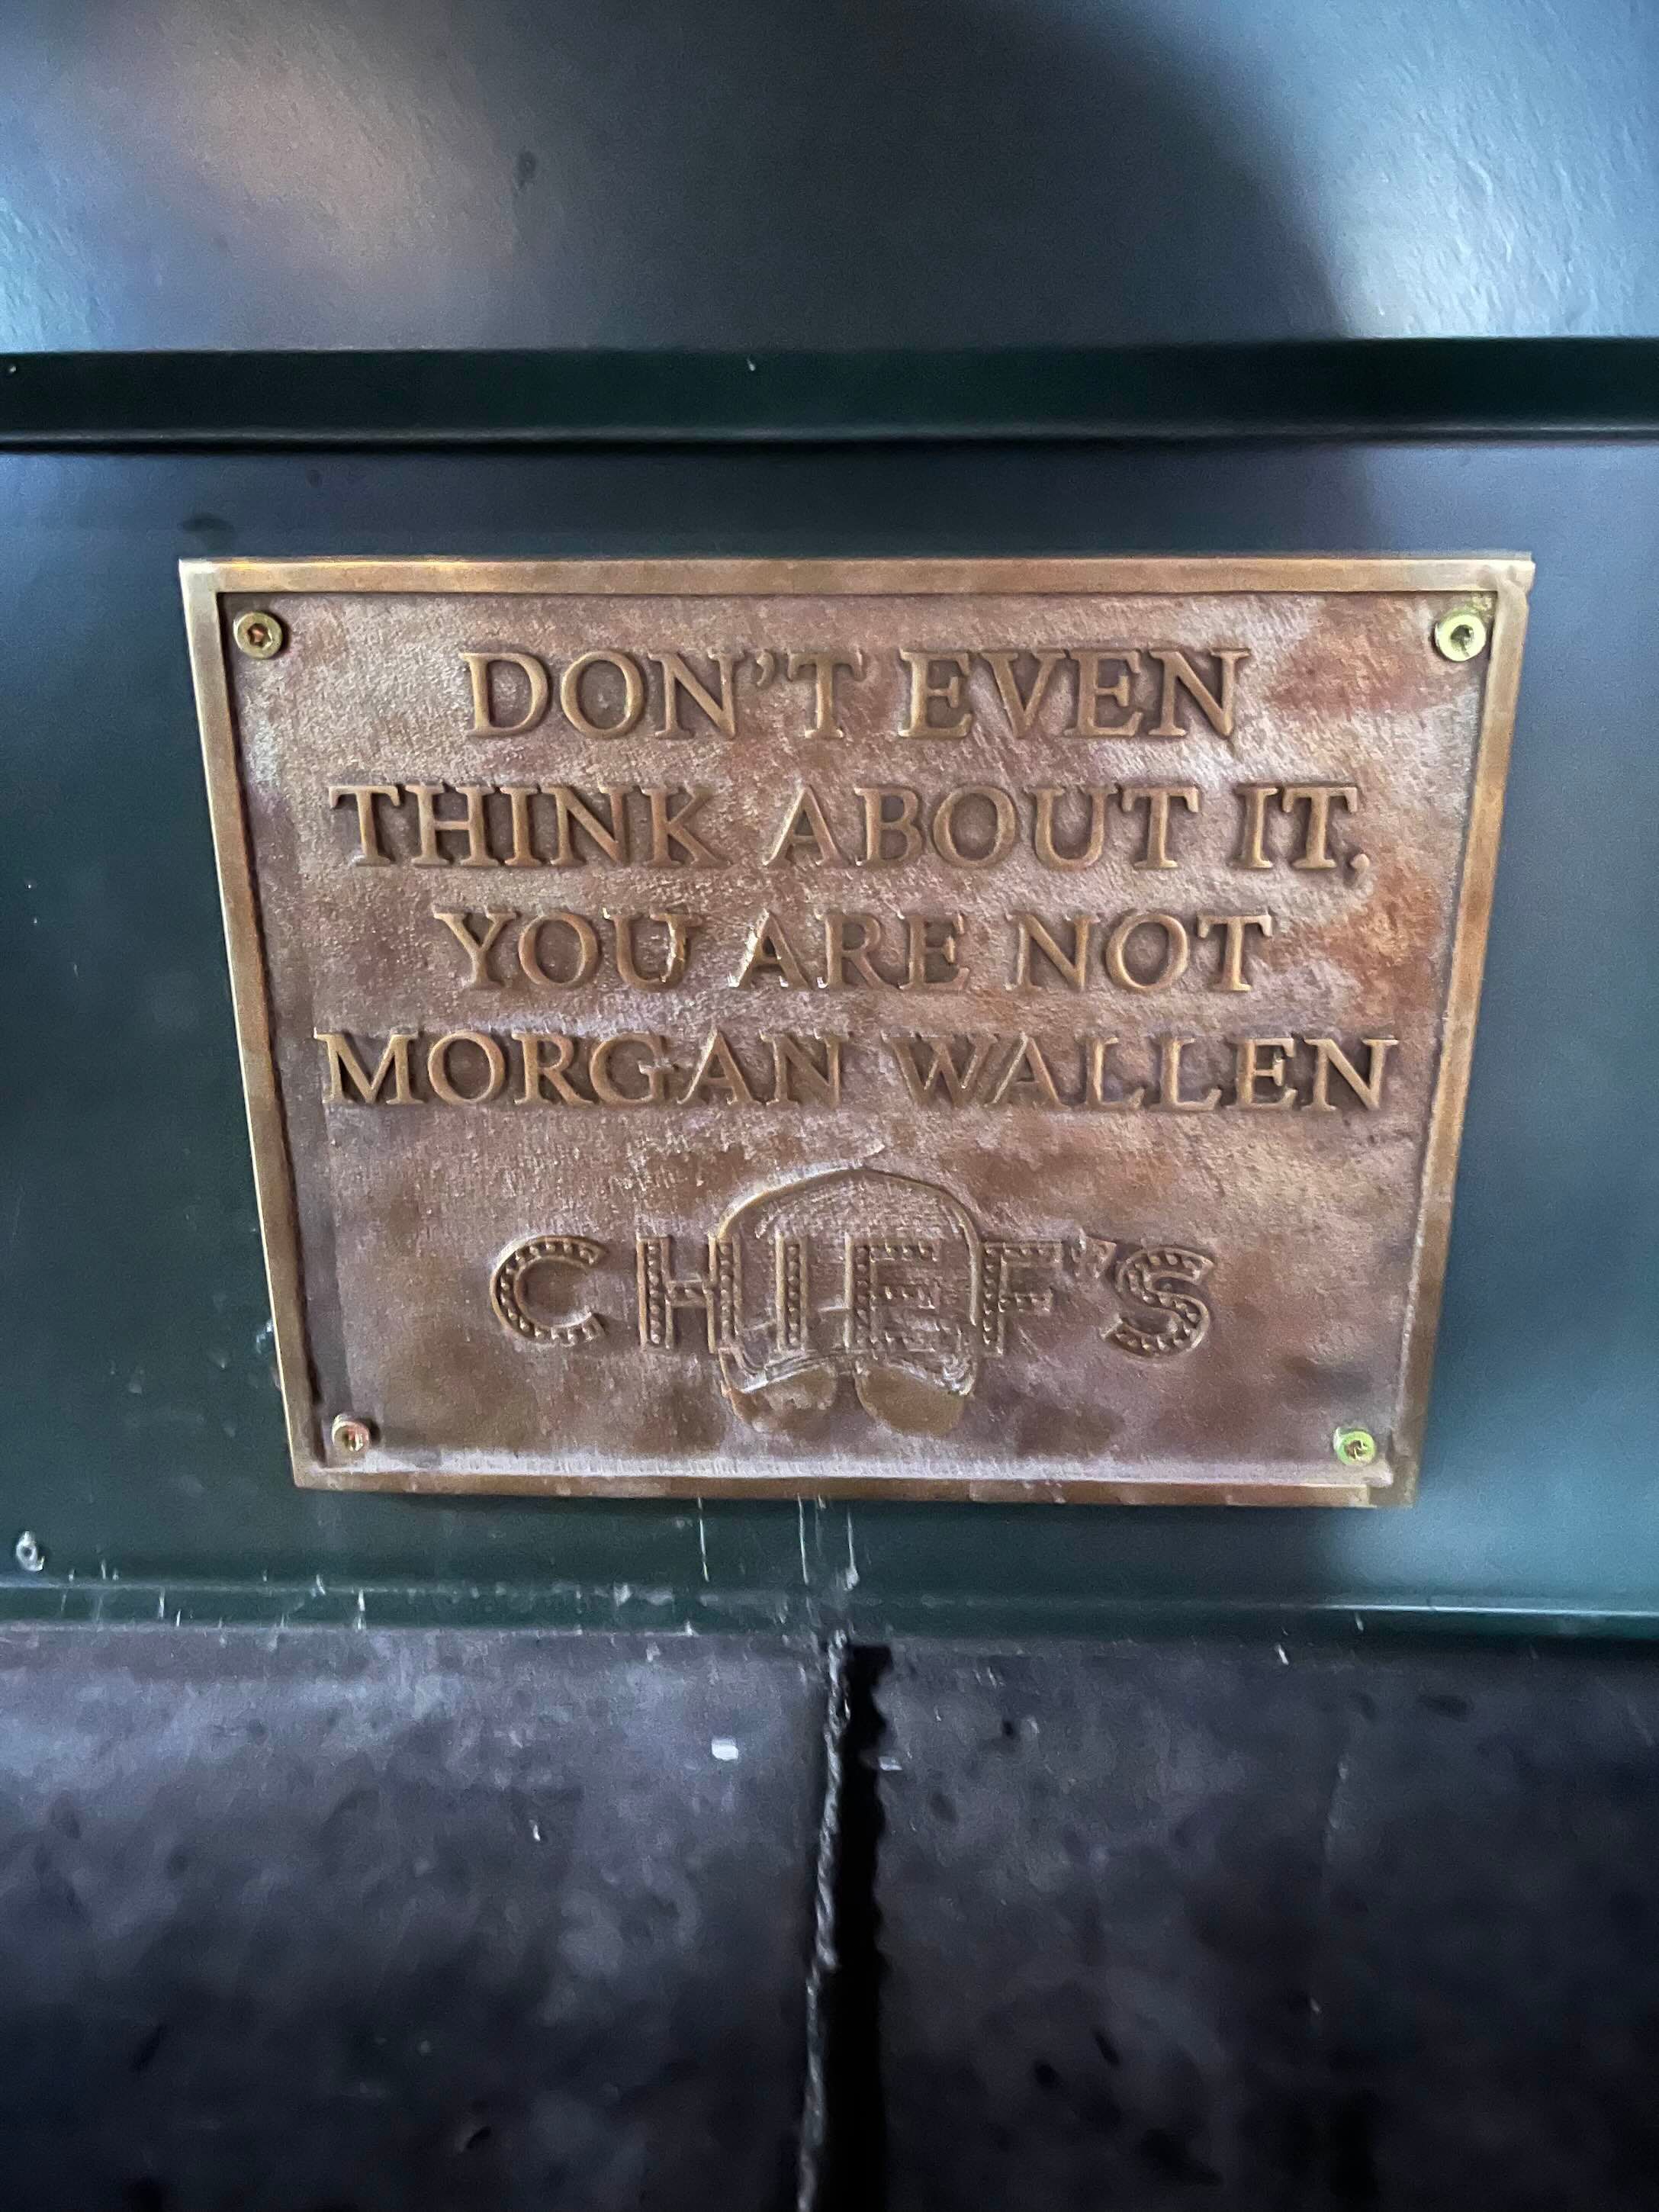 DON'T EVEN
THINK ABOUT IT,
YOU ARE NOT
MORGAN WALLEN
CHIEF'S